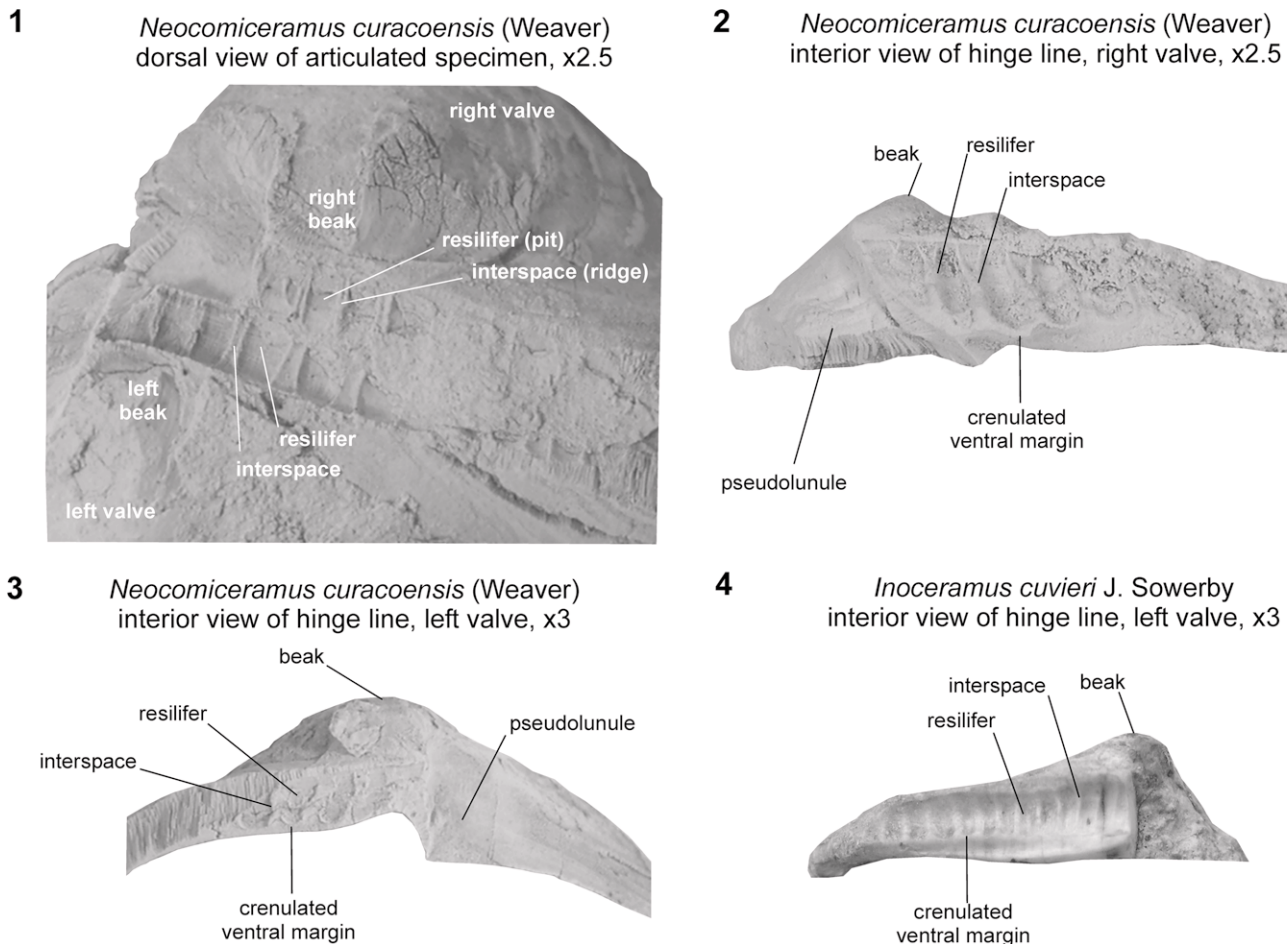 1
Neocomiceramus curacoensis (Weaver)
dorsal view of articulated specimen, x2.5
right valve
right
beak
resilifer (pit)
interspace (ridge)
left
beak
resilifer
interspace
left valve
2
Neocomiceramus curacoensis (Weaver)
interior view of hinge line, right valve, x2.5
beak
resilifer
interspace
crenulated
ventral margin
pseudolunule
3
Neocomiceramus curacoensis (Weaver)
interior view of hinge line, left valve, x3
beak
resilifer
pseudolunule
interspace
crenulated
ventral margin
4
Inoceramus cuvieri J. Sowerby
interior view of hinge line, left valve, x3
interspace
beak
resilifer
crenulated
ventral margin